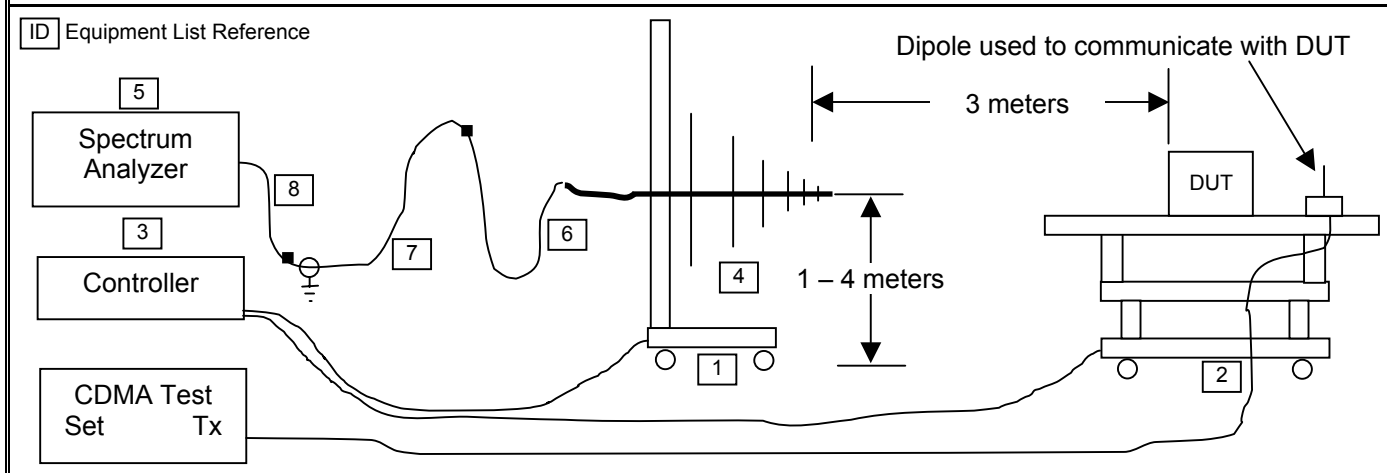 ID Equipment List Reference
Dipole used to communicate with DUT
3 meters
5
Spectrum
Analyzer
8
DUT
3
7
6
Controller
4
1 – 4 meters
1
2
CDMA Test
Set Tx